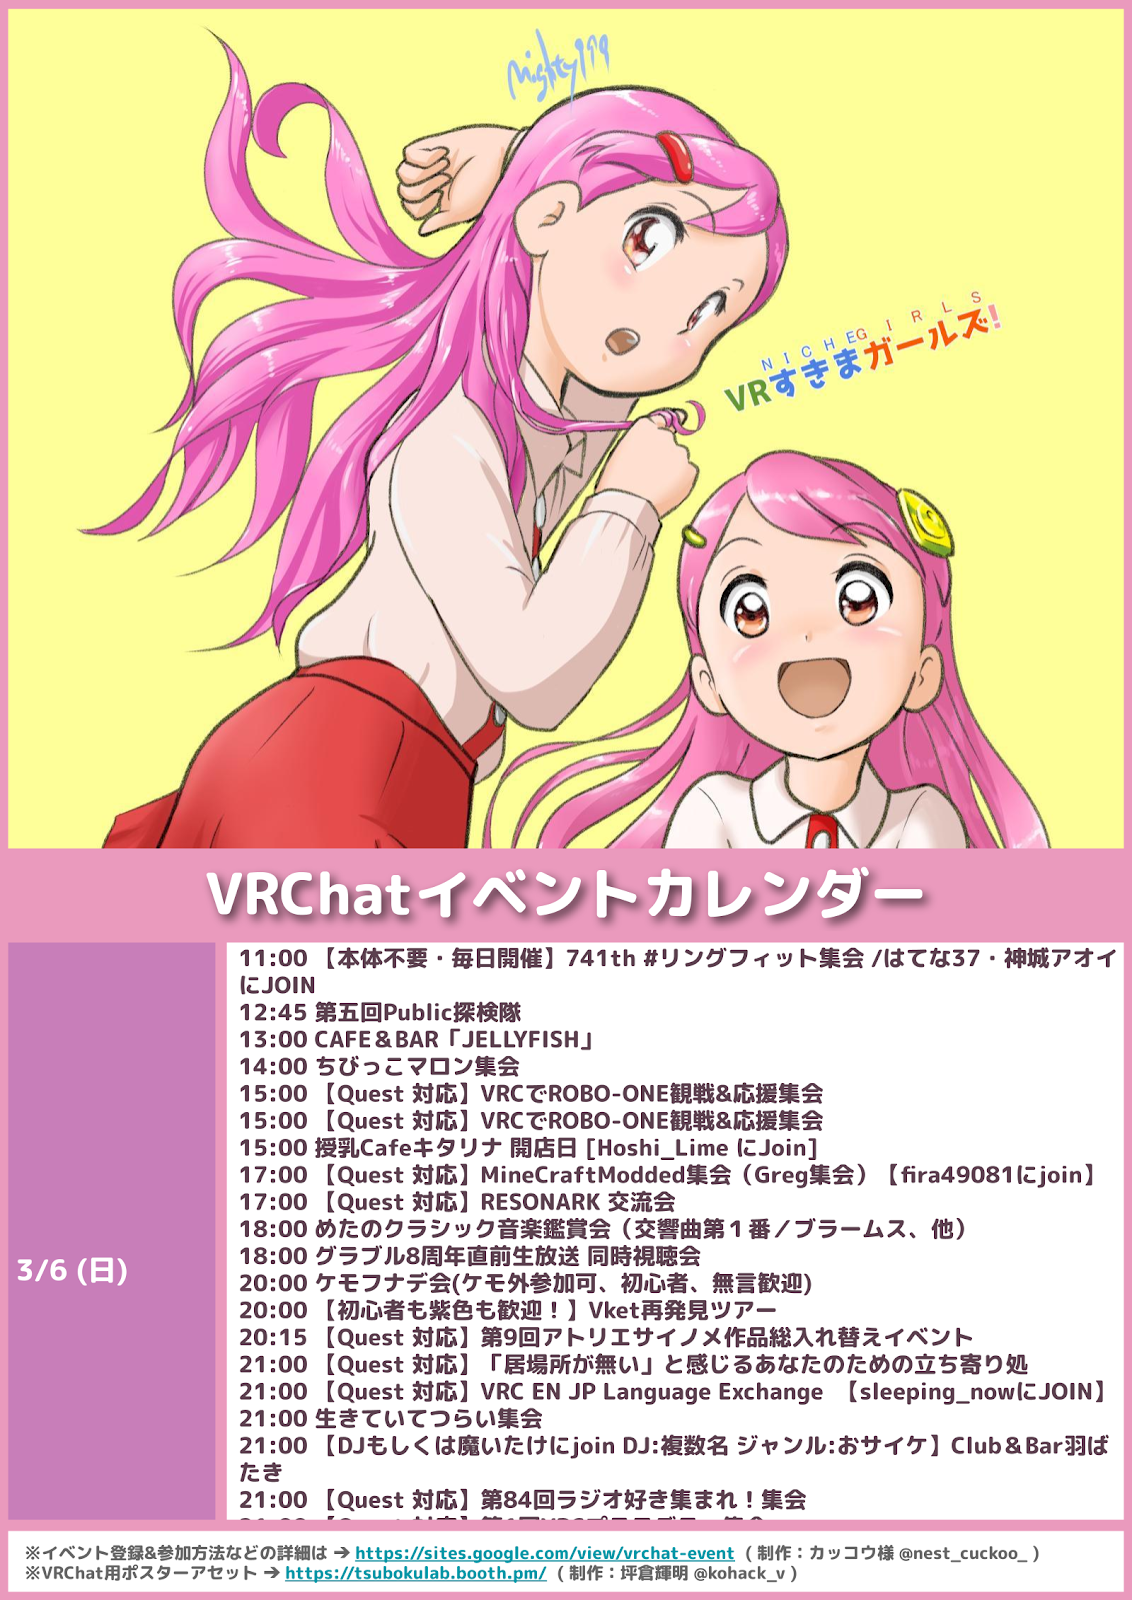 mighty199
NICHE GIRLS
VRすきまガールズ!
VRChatイベントカレンダー
3/6 (日)
11:00 【本体不要・毎日開催】741th #リングフィット集会 /はてな37・神城アオイ
にJOIN
12:45 第五回Public探検隊
13:00 CAFE＆BAR「JELLYFISH」
14:00 ちびっこマロン集会
15:00 【Quest 対応】VRCでROBO-ONE観戦&応援集会
15:00 【Quest 対応】VRCでROBO-ONE観戦&応援集会
15:00 授乳Cafeキタリナ 開店日 [Hoshi_Lime にJoin]
17:00 【Quest 対応】MineCraftModded集会（Greg集会）【fira49081にjoin】
17:00 【Quest 対応】RESONARK 交流会
18:00 めたのクラシック音楽鑑賞会（交響曲第１番／ブラームス、他）
18:00 グラブル8周年直前生放送 同時視聴会
20:00 ケモフナデ会(ケモ外参加可、初心者、無言歓迎)
20:00 【初心者も紫色も歓迎！】Vket再発見ツアー
20:15 【Quest 対応】第9回アトリエサイノメ作品総入れ替えイベント
21:00 【Quest 対応】「居場所が無い」と感じるあなたのための立ち寄り処
21:00 【Quest 対応】VRC EN JP Language Exchange 【sleeping_nowにJOIN】
21:00 生きていてつらい集会
21:00 【DJもしくは魔いたけにjoin DJ:複数名 ジャンル:おサイケ】Club＆Bar羽ば
たき
21:00 【Quest 対応】第84回ラジオ好き集まれ！集会
※イベント登録&参加方法などの詳細は → https://sites.google.com/view/vrchat-event ( 制作：カッコウ様 @nest_cuckoo_ )
※VRChat用ポスターアセット → https://tsubokulab.booth.pm/ ( 制作：坪倉輝明 @kohack_v )